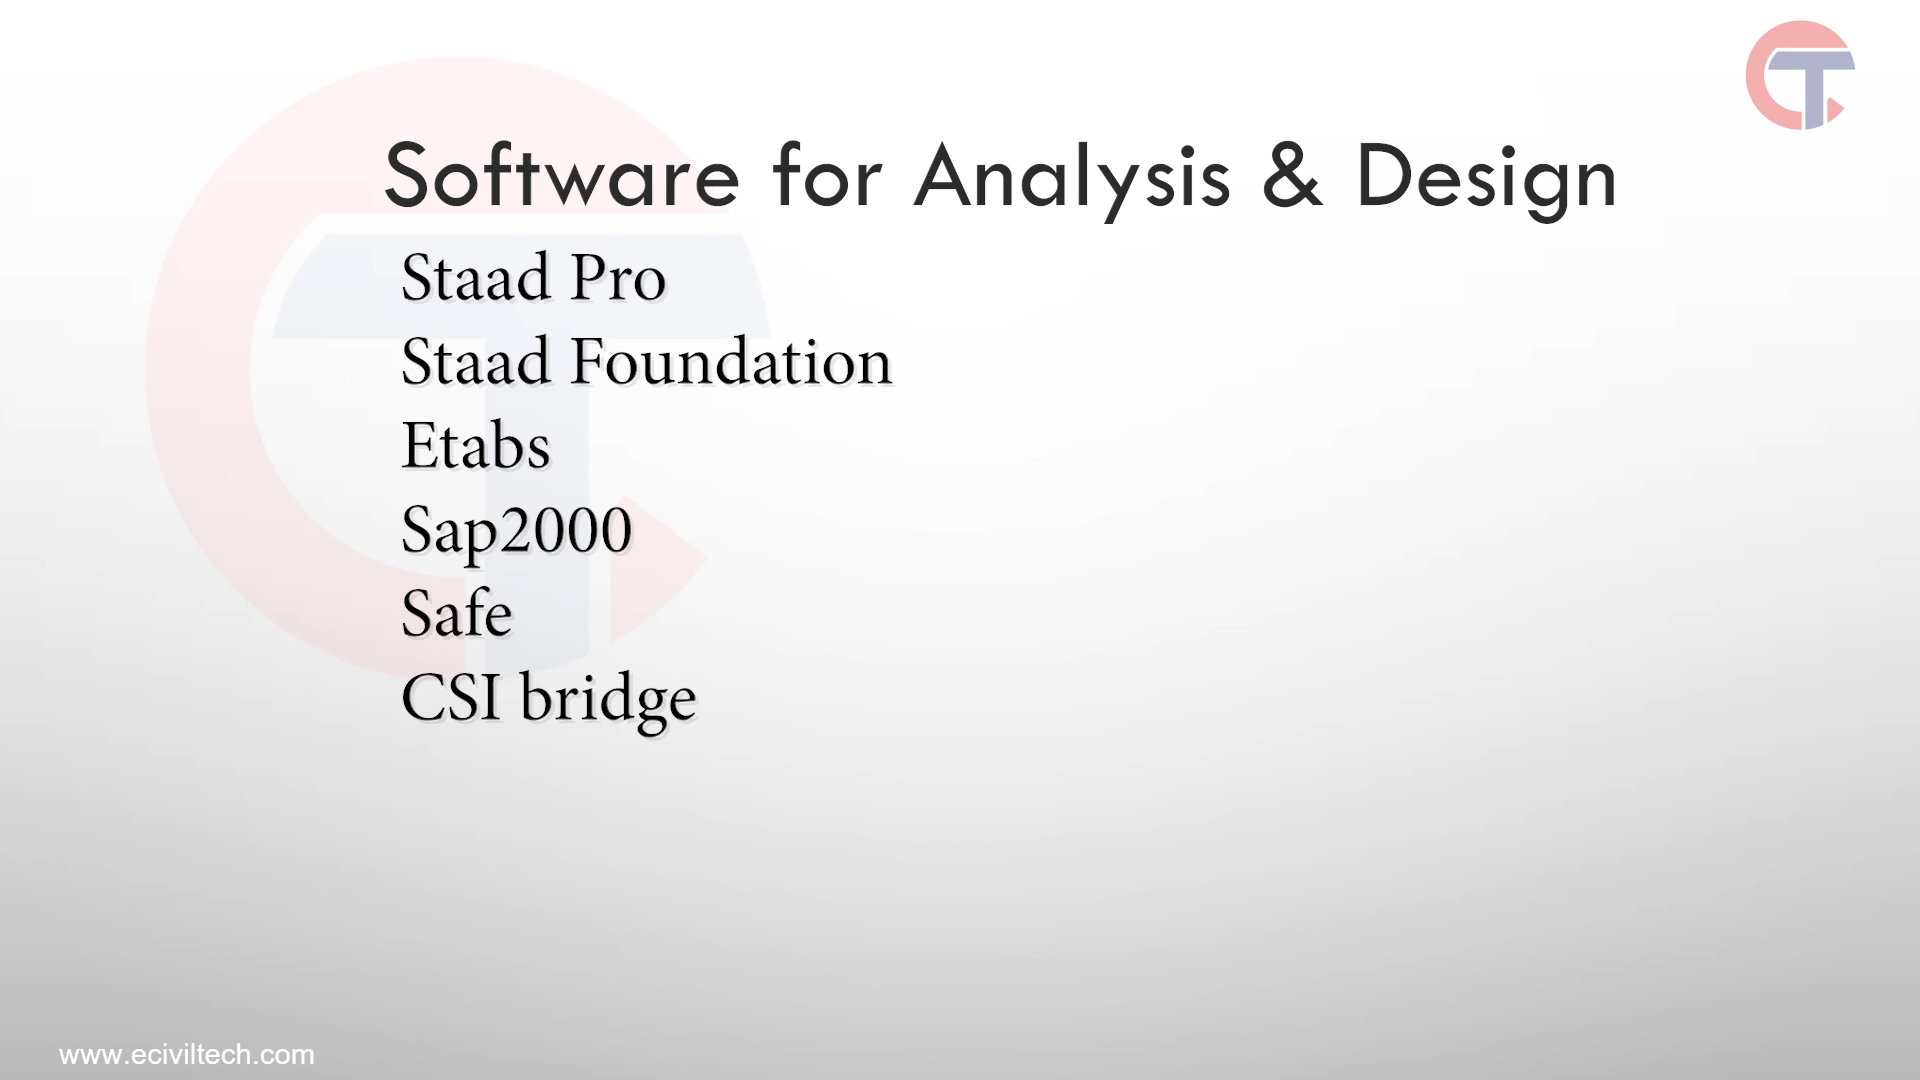 Software for Analysis & Design
Staad Pro
Staad Foundation
Etabs
Sap2000
Safe
CSI bridge
www.eciviltech.com